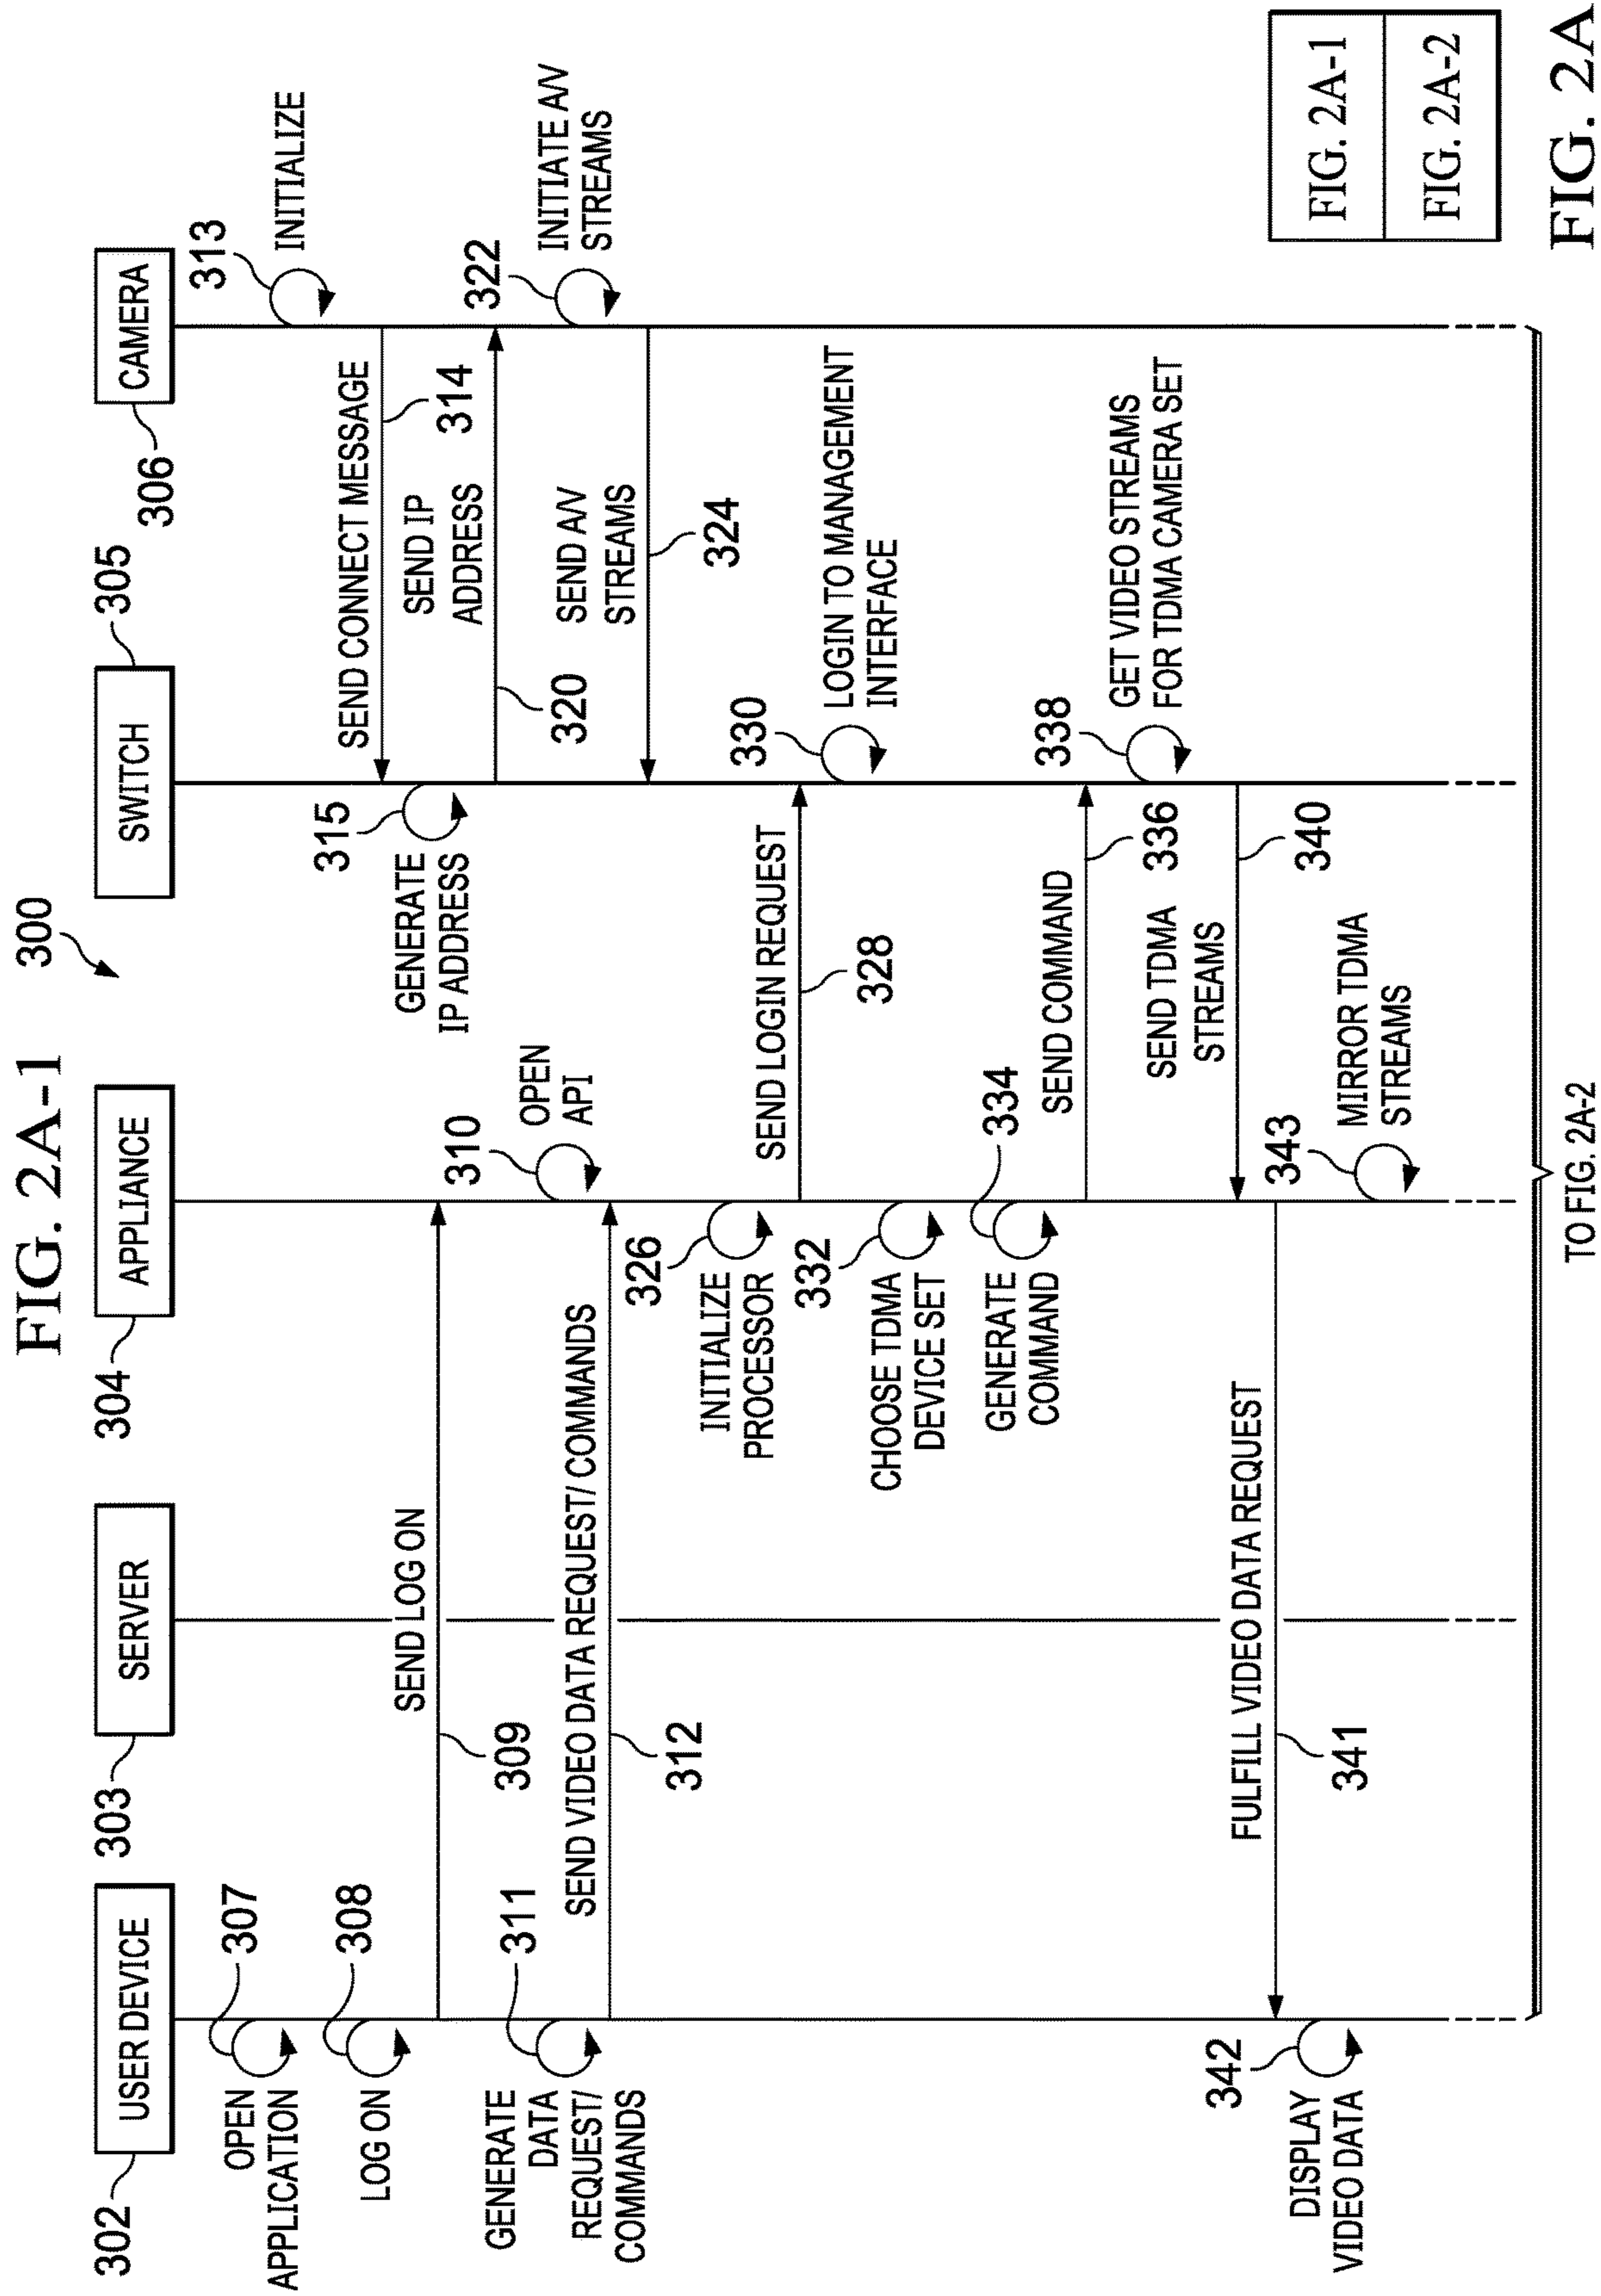 FIG. 2A-1
300
USER DEVICE
302
SERVER
303
APPLIANCE
304
SWITCH
305
CAMERA
306
307
OPEN
APPLICATION
308
LOG ON
313
INITIALIZE
SEND CONNECT MESSAGE
314
SEND LOG ON
309
315
GENERATE
IP ADDRESS
SEND IP
ADDRESS
320
310
OPEN
API
311
GENERATE
DATA
REQUEST/
COMMANDS
322
INITIATE A/V
STREAMS
SEND VIDEO DATA REQUEST/ COMMANDS
312
SEND A/V
STREAMS
324
326
INITIALIZE
PROCESSOR
SEND LOGIN REQUEST
328
330
LOGIN TO MANAGEMENT
INTERFACE
332
CHOOSE TDMA
DEVICE SET
334
GENERATE
COMMAND
SEND COMMAND
336
338
GET VIDEO STREAMS
FOR TDMA CAMERA SET
SEND TDMA
STREAMS
340
FULFILL VIDEO DATA REQUEST
341
342
DISPLAY
VIDEO DATA
343
MIRROR TDMA
STREAMS
TO FIG. 2A-2
FIG. 2A-1
FIG. 2A-2
FIG. 2A